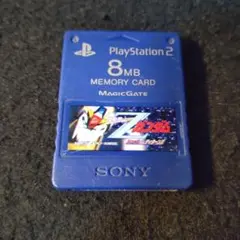 PlayStation 2
8MB
MEMORY CARD
MAGICGATE
SONY